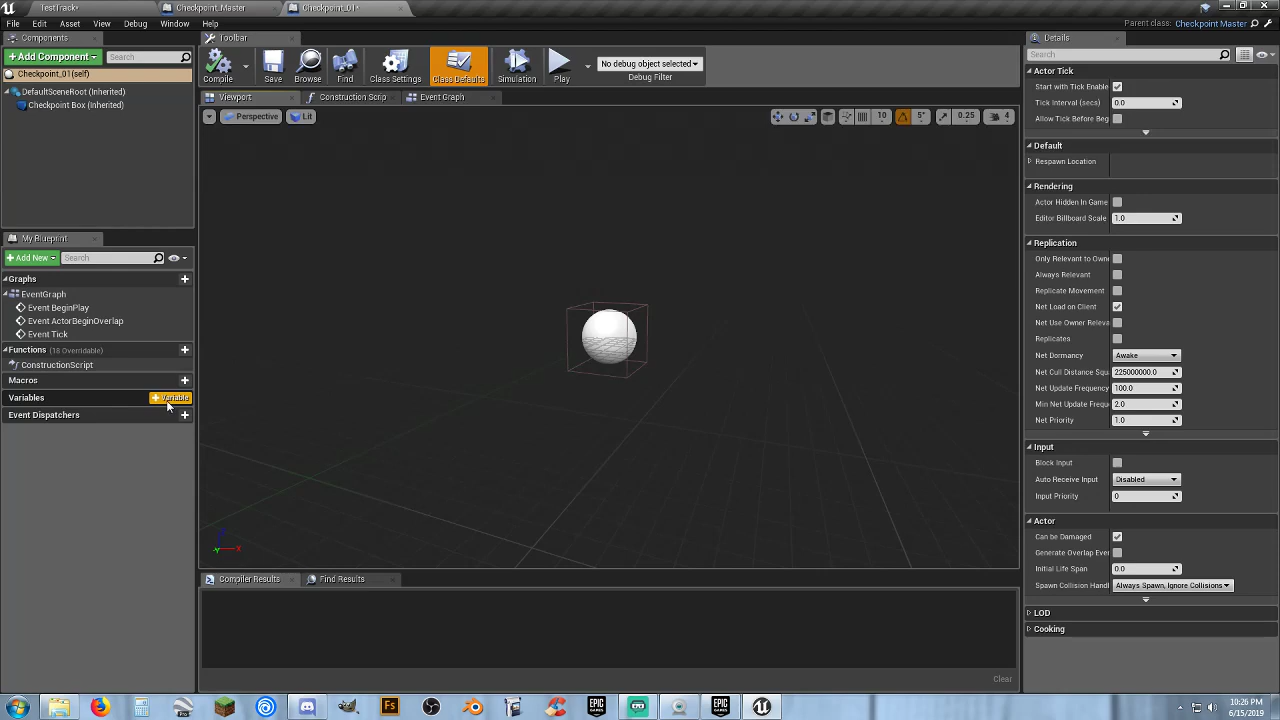 TestTrack*
Checkpoint_Master
Checkpoint_01*
File
Edit
Asset
View
Debug
Window
Help
Parent class: Checkpoint Master
Components
Add Component
Search
Checkpoint_01(self)
DefaultSceneRoot (Inherited)
Checkpoint Box (Inherited)
My Blueprint
Add New
Search
Graphs
EventGraph
Event BeginPlay
Event ActorBeginOverlap
Event Tick
Functions (18 Overridable)
ConstructionScript
Macros
Variables
Variable
Event Dispatchers
Toolbar
Compile
Save
Browse
Find
Class Settings
Class Defaults
Simulation
Play
No debug object selected
Debug Filter
Viewport
Construction Scrip
Event Graph
Perspective
Lit
10
5°
0.25
4
Compiler Results
Find Results
Clear
Details
Search
Actor Tick
Start with Tick Enable
Tick Interval (secs)
0.0
Allow Tick Before Beg
Default
Respawn Location
Rendering
Actor Hidden In Game
Editor Billboard Scale
1.0
Replication
Only Relevant to Owne
Always Relevant
Replicate Movement
Net Load on Client
Net Use Owner Releva
Replicates
Net Dormancy
Awake
Net Cull Distance Squ
225000000.0
Net Update Frequency
100.0
Min Net Update Frequ
2.0
Net Priority
1.0
Input
Block Input
Auto Receive Input
Disabled
Input Priority
0
Actor
Can be Damaged
Generate Overlap Ever
Initial Life Span
0.0
Spawn Collision Handl
Always Spawn, Ignore Collisions
LOD
Cooking
Fs
EPIC
EPIC
10:26 PM
6/15/2019